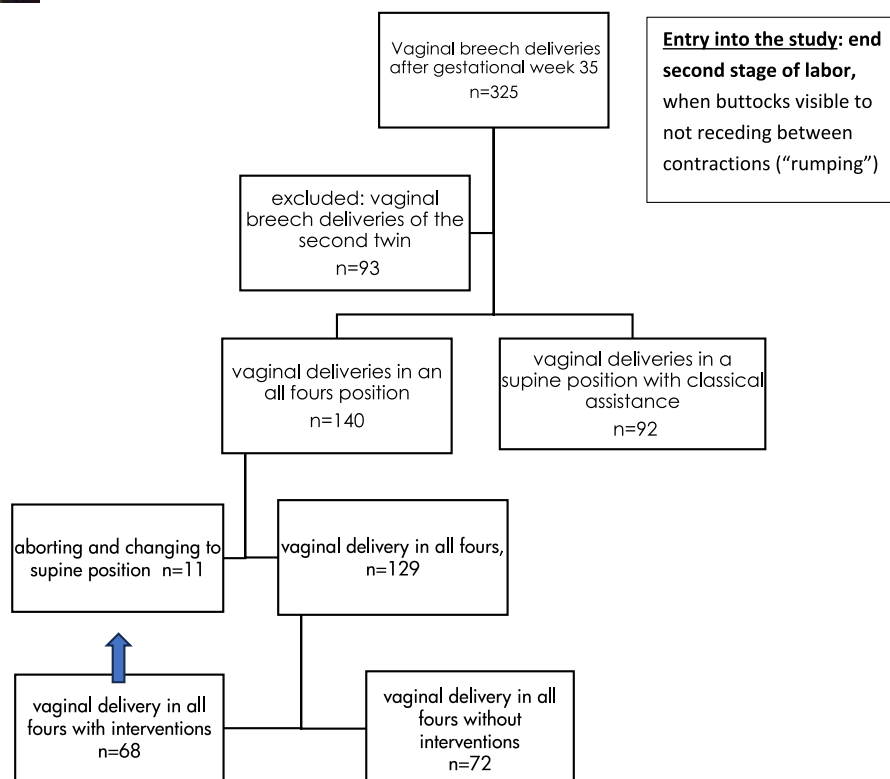 Vaginal breech deliveries
after gestational week 35
n=325
Entry into the study: end
second stage of labor,
when buttocks visible to
not receding between
contractions (“rumping”)
excluded: vaginal
breech deliveries of the
second twin
n=93
vaginal deliveries in an
all fours position
n=140
vaginal deliveries in a
supine position with classical
assistance
n=92
aborting and changing to
supine position n=11
vaginal delivery in all fours,
n=129
vaginal delivery in all
fours with interventions
n=68
vaginal delivery in all
fours without
interventions
n=72